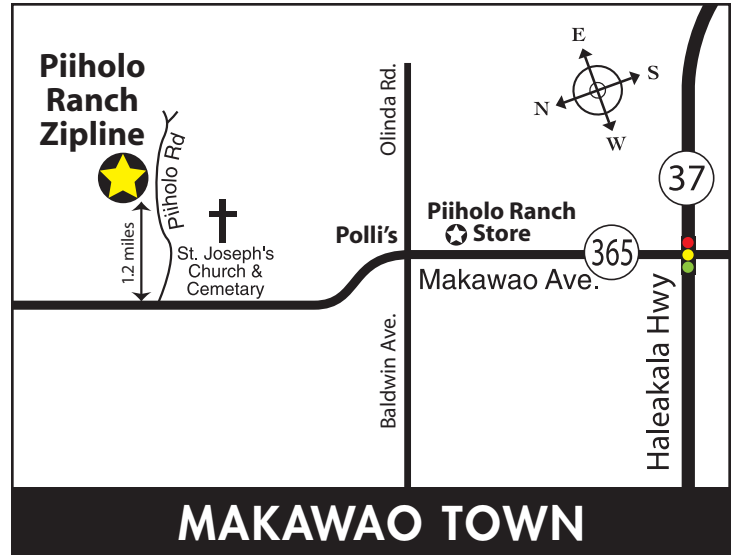 Piiholo
Ranch
Zipline
Piiholo Rd
1.2 miles
St. Joseph's
Church &
Cemetary
Olinda Rd.
Polli's
Piiholo Ranch
Store
E
S
N
W
37
365
Makawao Ave.
Baldwin Ave.
Haleakala Hwy
MAKAWAO TOWN